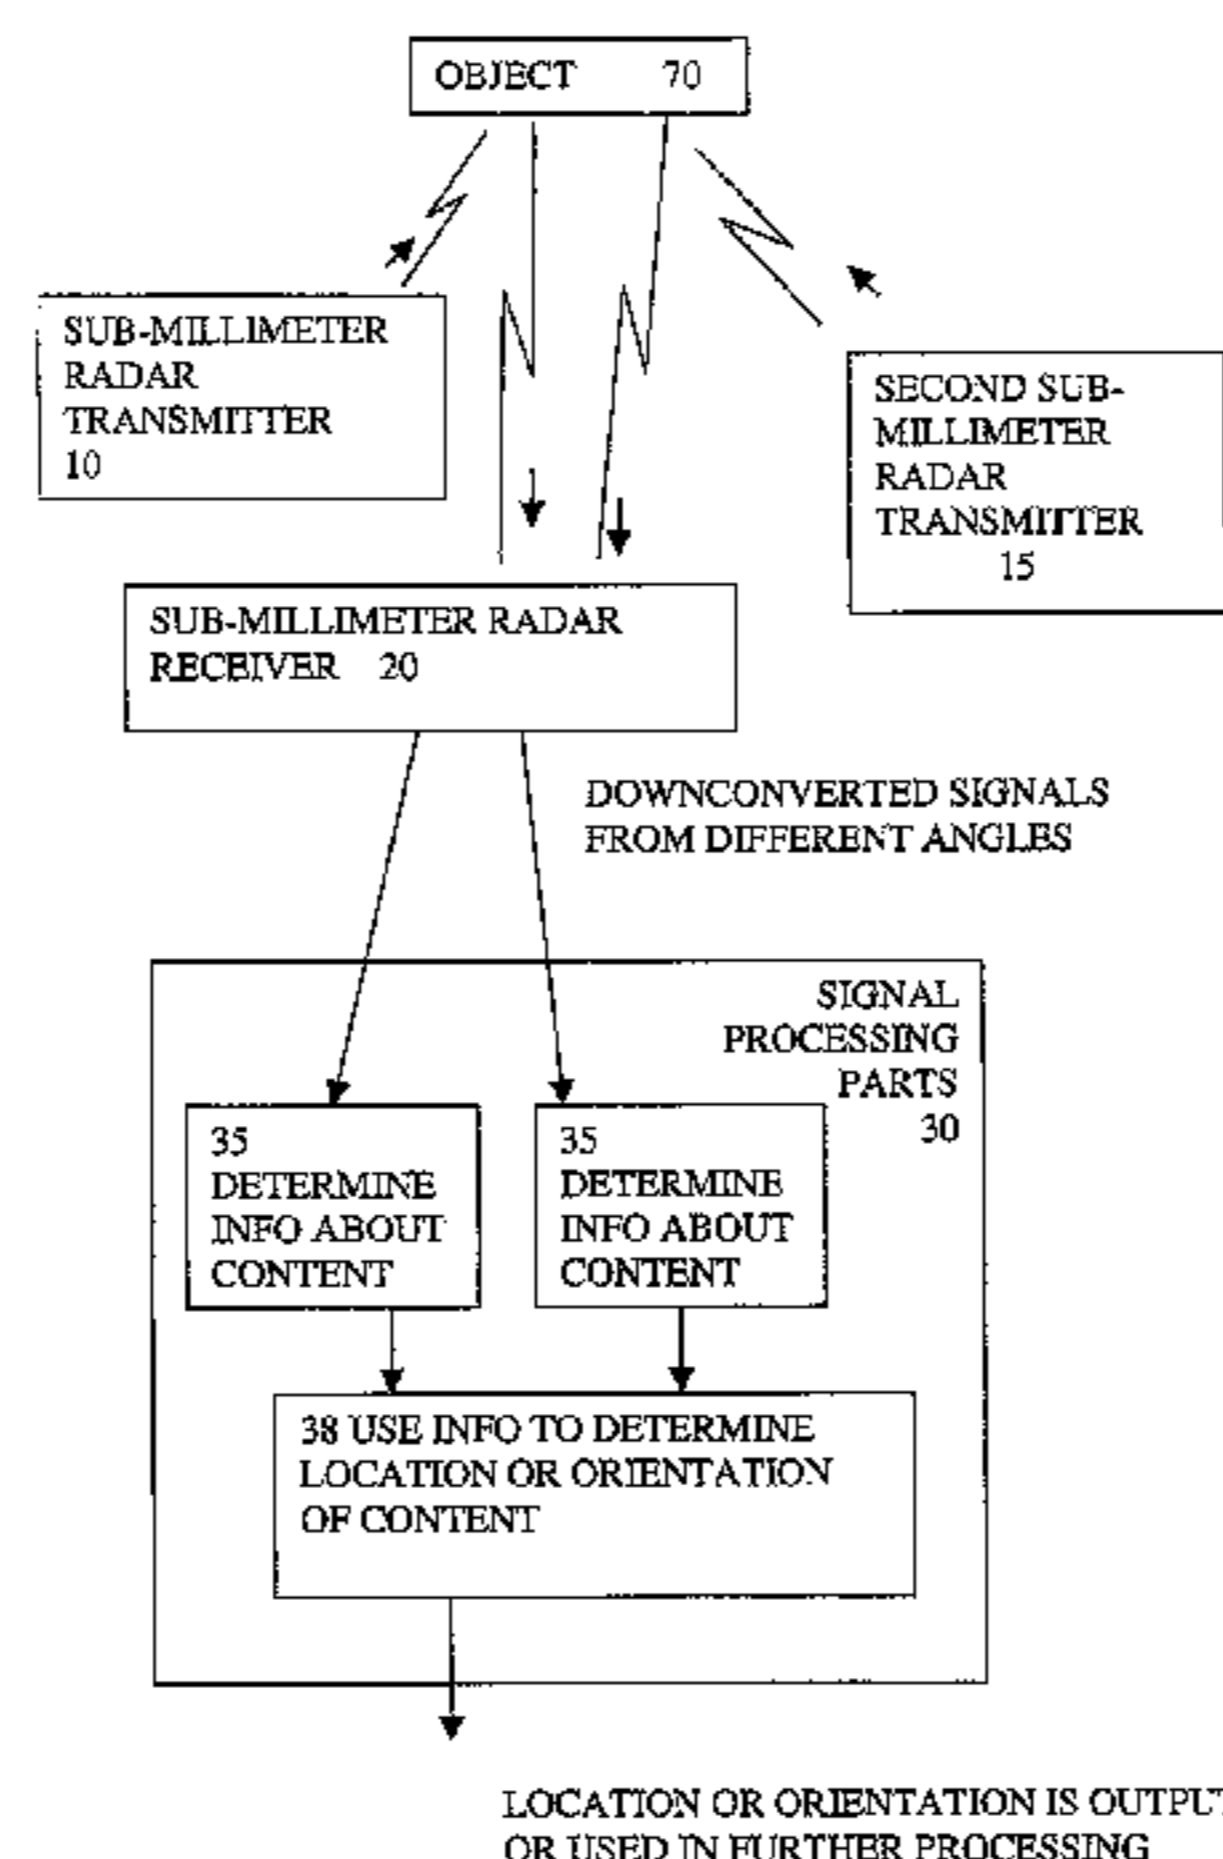 OBJECT 70
SUB-MILLIMETER
RADAR
TRANSMITTER
10
SECOND SUB-
MILLIMETER
RADAR
TRANSMITTER
15
SUB-MILLIMETER RADAR
RECEIVER 20
DOWNCONVERTED SIGNALS
FROM DIFFERENT ANGLES
SIGNAL
PROCESSING
PARTS
30
35
DETERMINE
INFO ABOUT
CONTENT
35
DETERMINE
INFO ABOUT
CONTENT
38 USE INFO TO DETERMINE
LOCATION OR ORIENTATION
OF CONTENT
LOCATION OR ORIENTATION IS OUTPUT
OR USED IN FURTHER PROCESSING